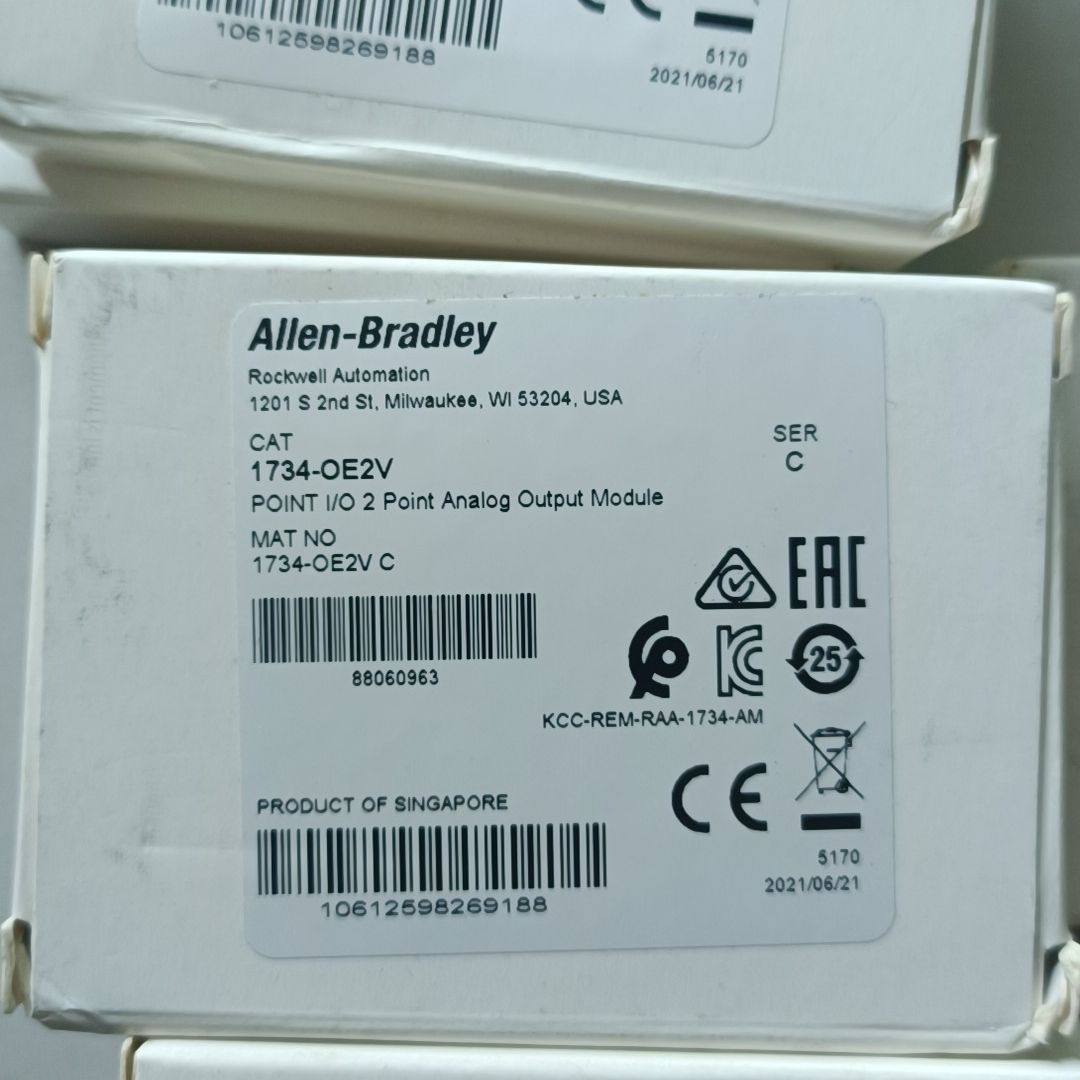 10612598269188
5170
2021/06/21
Allen-Bradley
Rockwell Automation
1201 S 2nd St, Milwaukee, WI 53204, USA
CAT
1734-OE2V
SER
C
POINT I/O 2 Point Analog Output Module
MAT NO
1734-OE2V C
EAC
88060963
KC
25
KCC-REM-RAA-1734-AM
CE
PRODUCT OF SINGAPORE
5170
2021/06/21
10612598269188